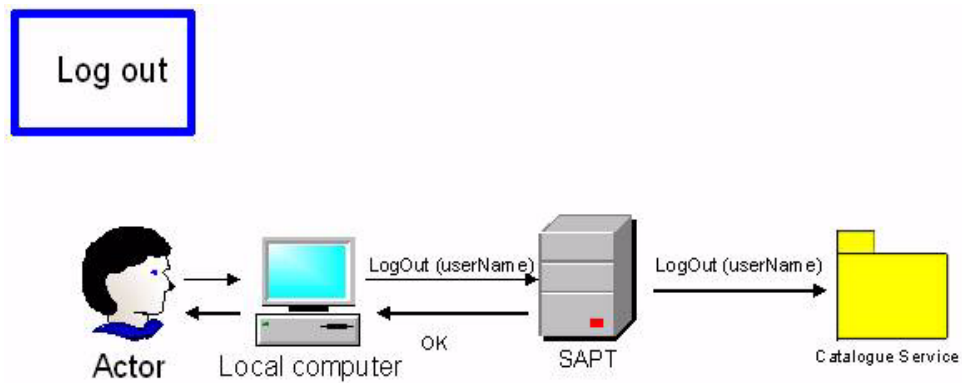 Log out
LogOut (userName)
LogOut (userName)
OK
Actor
Local computer
SAPT
Catalogue Service